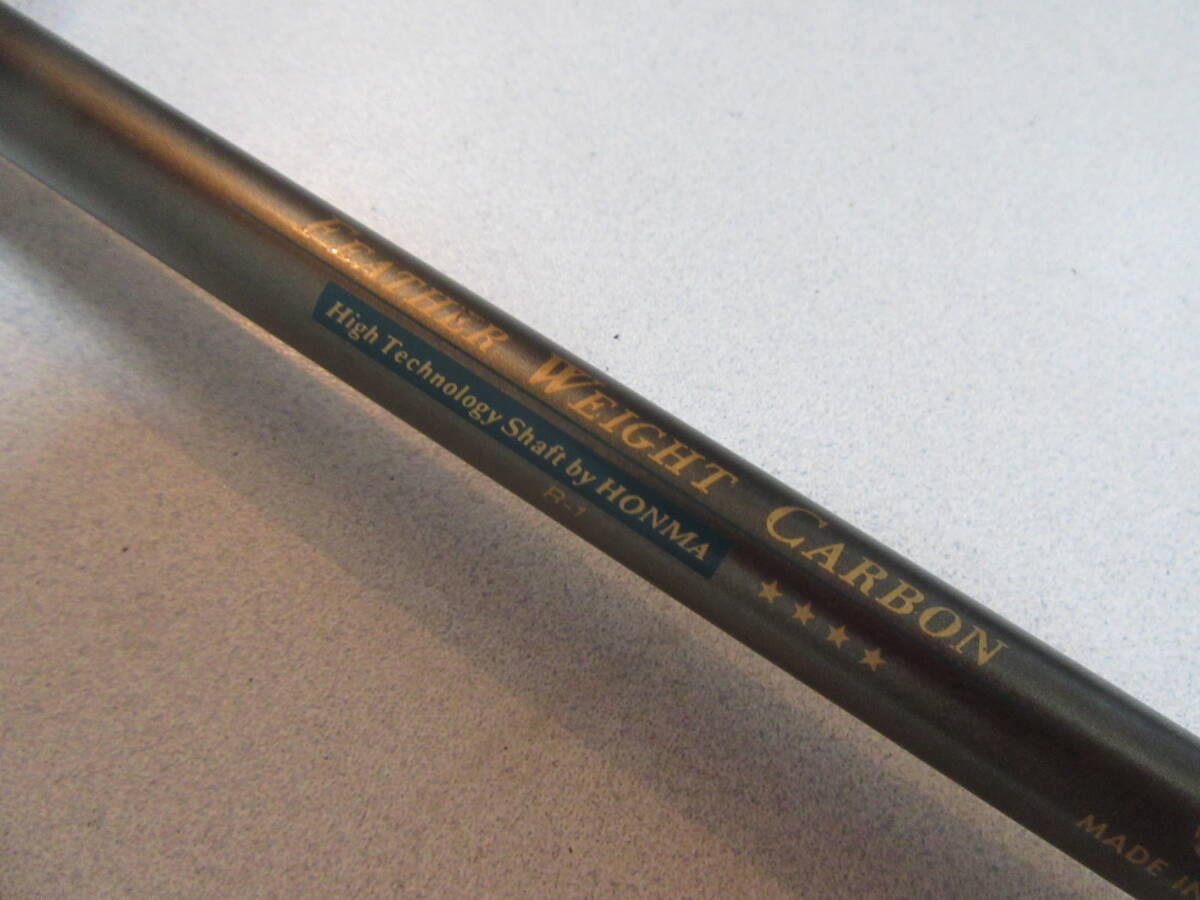 FEATHER WEIGHT CARBON
High Technology Shaft by HONMA
★★★★
R-1
MADE IN